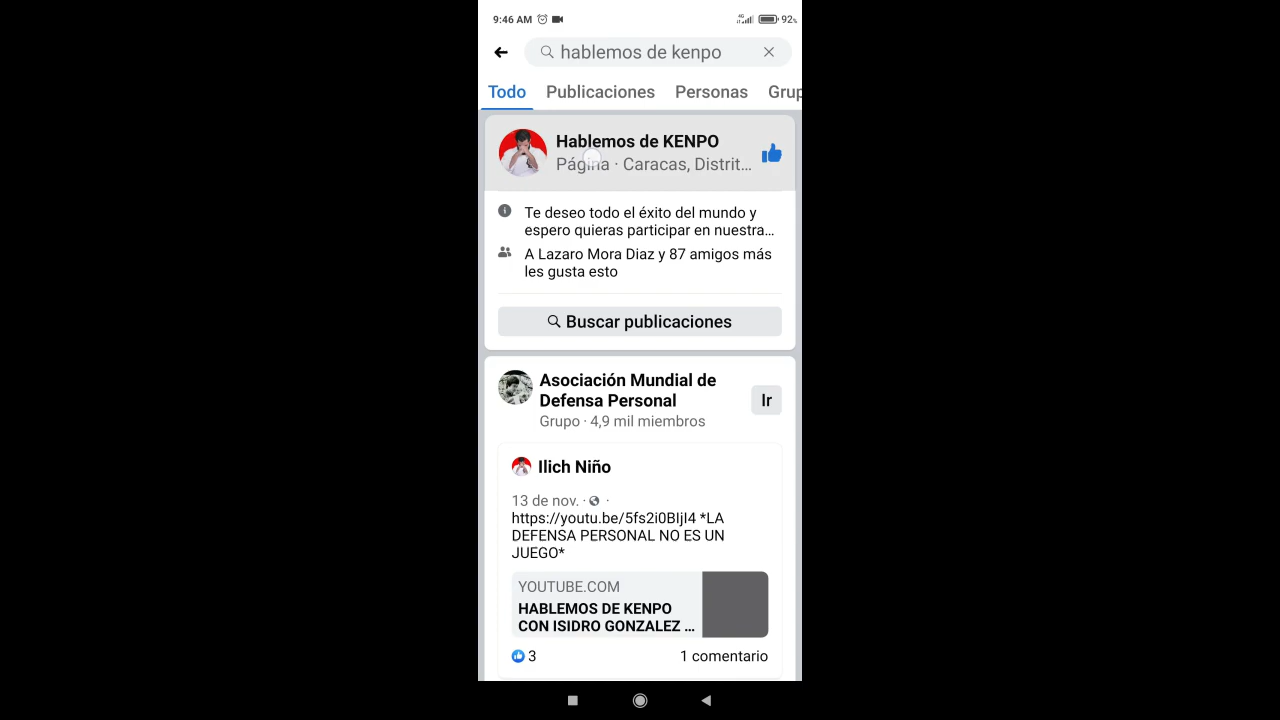 9:46 AM
4G
92%
hablemos de kenpo
Todo Publicaciones Personas Grup
Hablemos de KENPO
Página · Caracas, Distrit...
Te deseo todo el éxito del mundo y
espero quieras participar en nuestra...
A Lazaro Mora Diaz y 87 amigos más
les gusta esto
Buscar publicaciones
Asociación Mundial de
Defensa Personal
Grupo · 4,9 mil miembros
Ir
Ilich Niño
13 de nov. · ·
https://youtu.be/5fs2i0BIjI4 *LA
DEFENSA PERSONAL NO ES UN
JUEGO*
YOUTUBE.COM
HABLEMOS DE KENPO
CON ISIDRO GONZALEZ ...
3
1 comentario